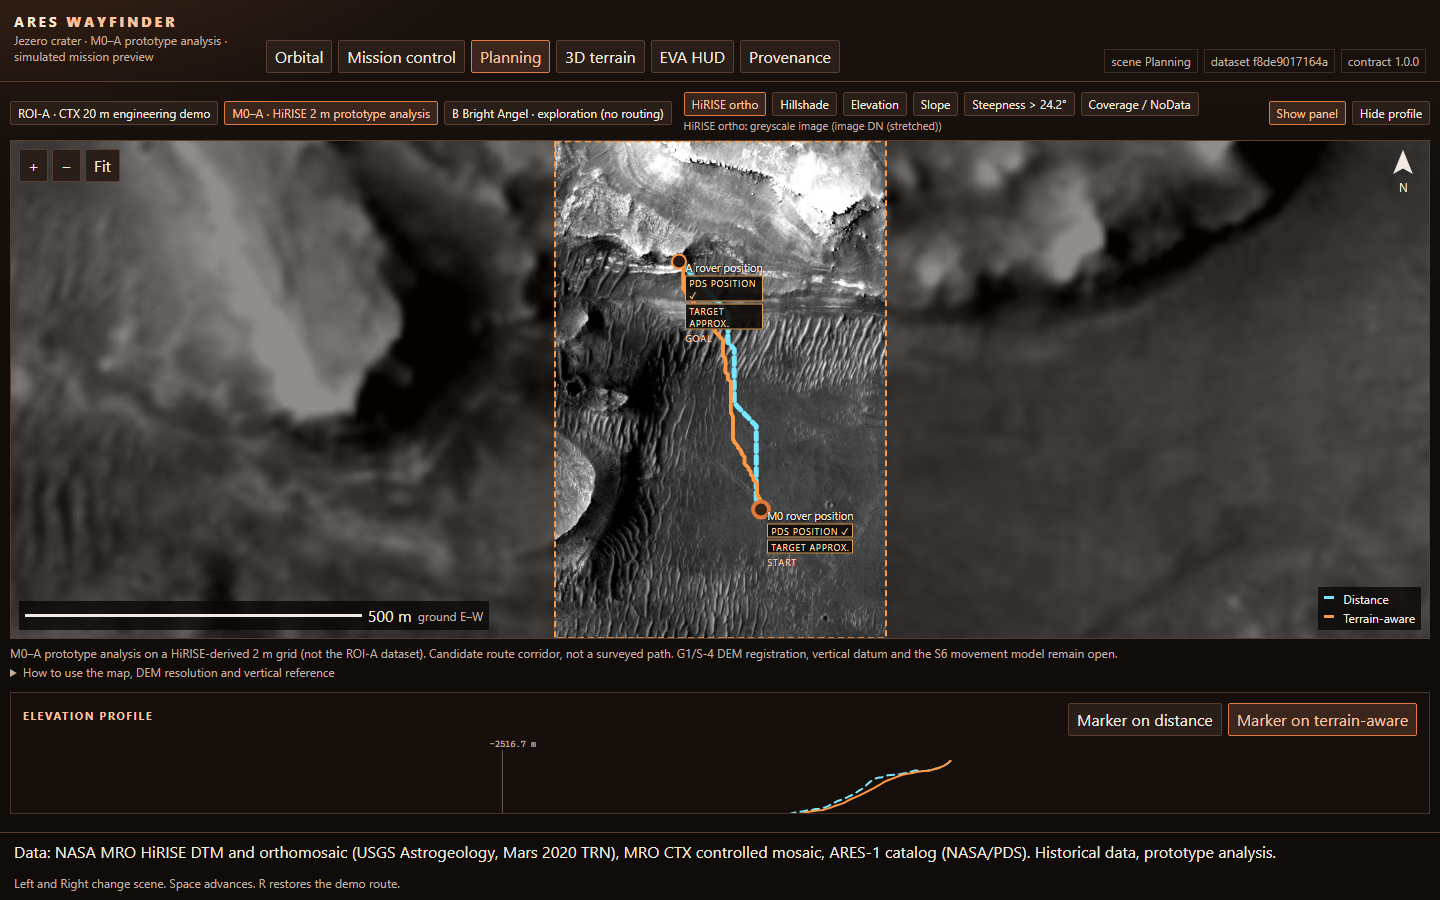 ARES WAYFINDER
Jezero crater · M0–A prototype analysis ·
simulated mission preview
Orbital
Mission control
Planning
3D terrain
EVA HUD
Provenance
scene Planning
dataset f8de9017164a
contract 1.0.0
ROI-A · CTX 20 m engineering demo
M0–A · HiRISE 2 m prototype analysis
B Bright Angel · exploration (no routing)
HiRISE ortho
Hillshade
Elevation
Slope
Steepness > 24.2°
Coverage / NoData
HiRISE ortho: greyscale image (image DN (stretched))
Show panel
Hide profile
+
−
Fit
N
A rover position
PDS POSITION
✓
TARGET
APPROX.
GOAL
M0 rover position
PDS POSITION ✓
TARGET APPROX.
START
500 m ground E–W
Distance
Terrain-aware
M0–A prototype analysis on a HiRISE-derived 2 m grid (not the ROI-A dataset). Candidate route corridor, not a surveyed path. G1/S-4 DEM registration, vertical datum and the S6 movement model remain open.
▶ How to use the map, DEM resolution and vertical reference
ELEVATION PROFILE
Marker on distance
Marker on terrain-aware
−2516.7 m
Data: NASA MRO HiRISE DTM and orthomosaic (USGS Astrogeology, Mars 2020 TRN), MRO CTX controlled mosaic, ARES-1 catalog (NASA/PDS). Historical data, prototype analysis.
Left and Right change scene. Space advances. R restores the demo route.